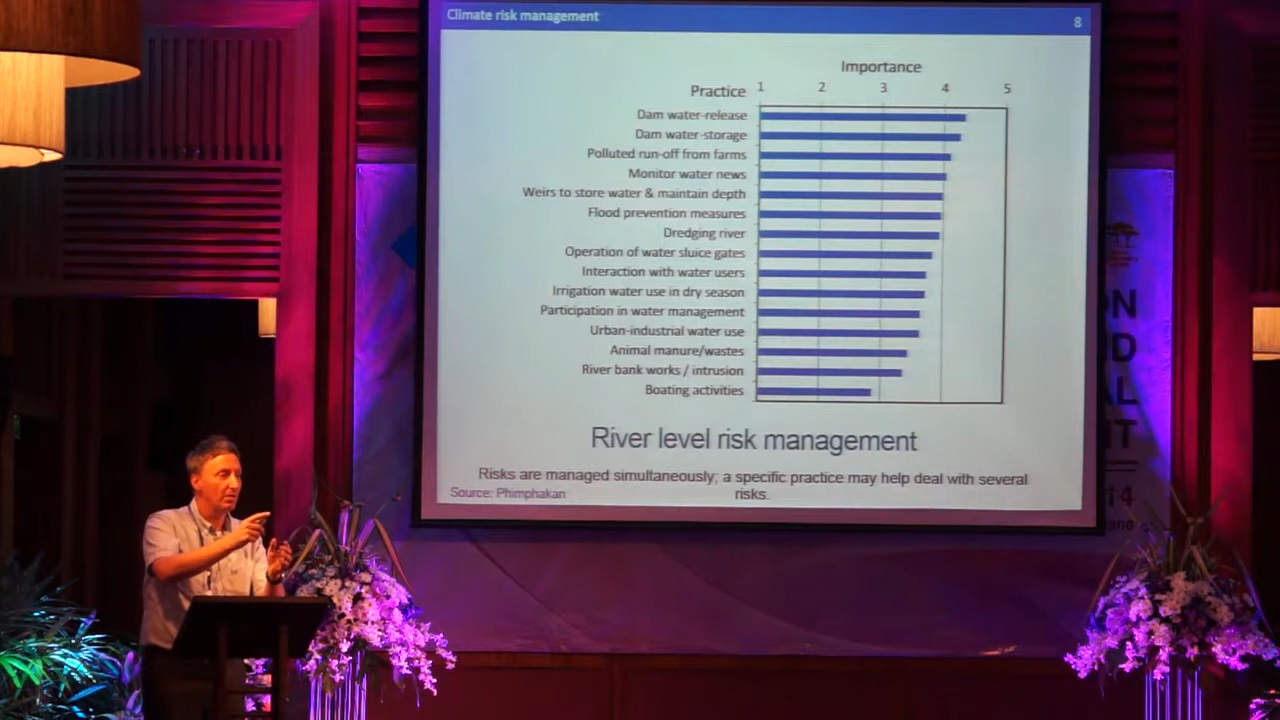 Climate risk management
8
Importance
Practice 1 2 3 4 5
Dam water-release
Dam water-storage
Polluted run-off from farms
Monitor water news
Weirs to store water & maintain depth
Flood prevention measures
Dredging river
Operation of water sluice gates
Interaction with water users
Irrigation water use in dry season
Participation in water management
Urban-industrial water use
Animal manure/wastes
River bank works / intrusion
Boating activities
River level risk management
Risks are managed simultaneously; a specific practice may help deal with several
risks.
Source: Phimphakan